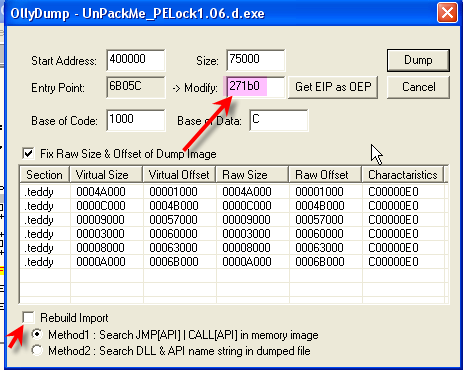 OllyDump - UnPackMe_PELock1.06.d.exe
Start Address: 400000 Size: 75000 Dump
Entry Point: 6B05C -> Modify: 271b0 Get EIP as OEP Cancel
Base of Code: 1000 Base of Data: C
Fix Raw Size & Offset of Dump Image
Section Virtual Size Virtual Offset Raw Size Raw Offset Charactaristics
.teddy 0004A000 00001000 0004A000 00001000 C00000E0
.teddy 0000C000 0004B000 0000C000 0004B000 C00000E0
.teddy 00009000 00057000 00009000 00057000 C00000E0
.teddy 00003000 00060000 00003000 00060000 C00000E0
.teddy 00008000 00063000 00008000 00063000 C00000E0
.teddy 0000A000 0006B000 0000A000 0006B000 C00000E0
Rebuild Import
Method1 : Search JMP[API] | CALL[API] in memory image
Method2 : Search DLL & API name string in dumped file